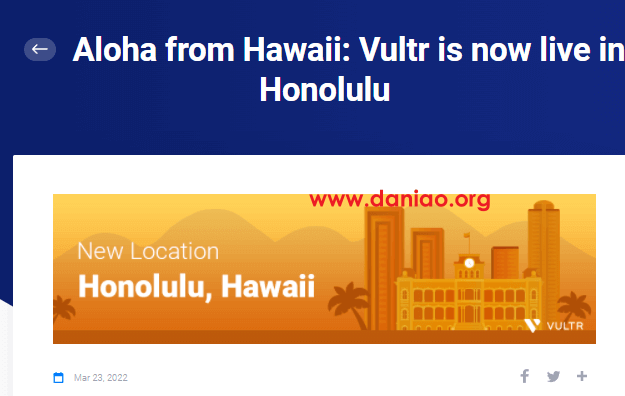 Aloha from Hawaii: Vultr is now live in
Honolulu
www.daniao.org
New Location
Honolulu, Hawaii
VULTR
Mar 23, 2022